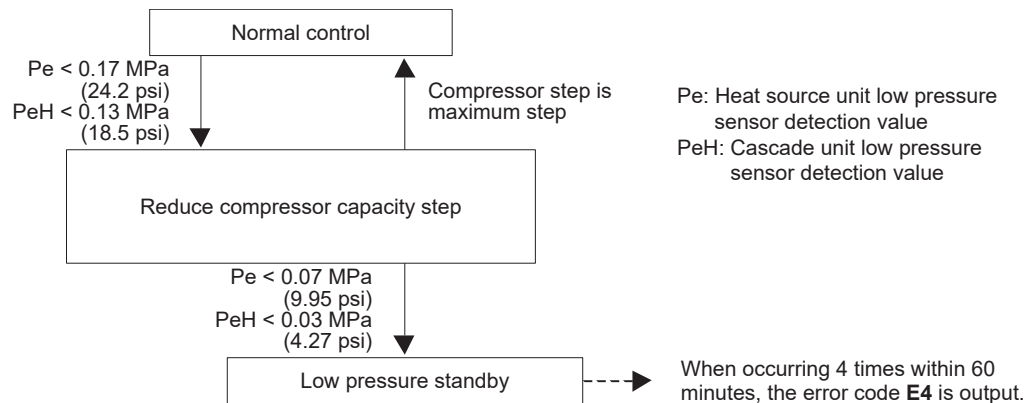 Normal control
Pe < 0.17 MPa
(24.2 psi)
PeH < 0.13 MPa
(18.5 psi)
Compressor step is
maximum step
Pe: Heat source unit low pressure
sensor detection value
PeH: Cascade unit low pressure
sensor detection value
Reduce compressor capacity step
Pe < 0.07 MPa
(9.95 psi)
PeH < 0.03 MPa
(4.27 psi)
Low pressure standby
When occurring 4 times within 60
minutes, the error code E4 is output.